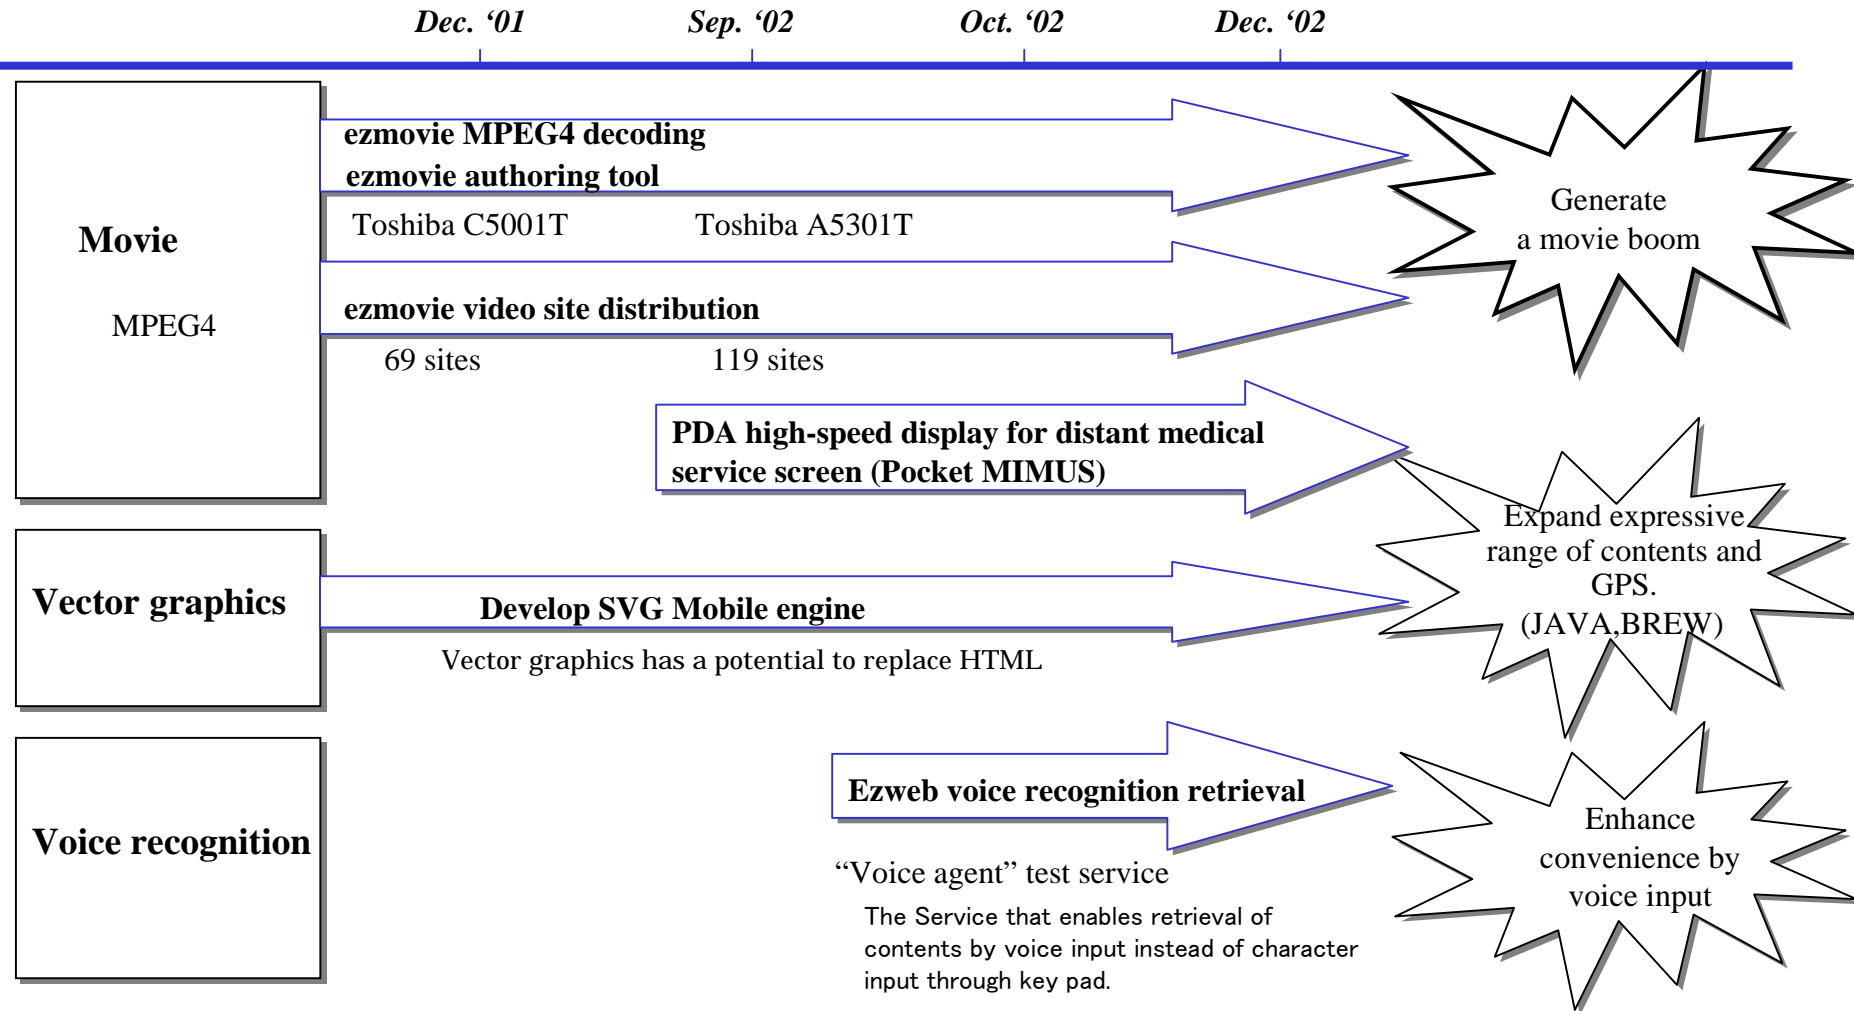 Dec. ‘01 Sep. ‘02 Oct. ‘02 Dec. ‘02
Movie
MPEG4
ezmovie MPEG4 decoding
ezmovie authoring tool
Toshiba C5001T Toshiba A5301T
ezmovie video site distribution
69 sites 119 sites
Generate
a movie boom
PDA high-speed display for distant medical
service screen (Pocket MIMUS)
Vector graphics
Develop SVG Mobile engine
Vector graphics has a potential to replace HTML
Expand expressive
range of contents and
GPS.
(JAVA,BREW)
Voice recognition
Ezweb voice recognition retrieval
“Voice agent” test service
The Service that enables retrieval of
contents by voice input instead of character
input through key pad.
Enhance
convenience by
voice input